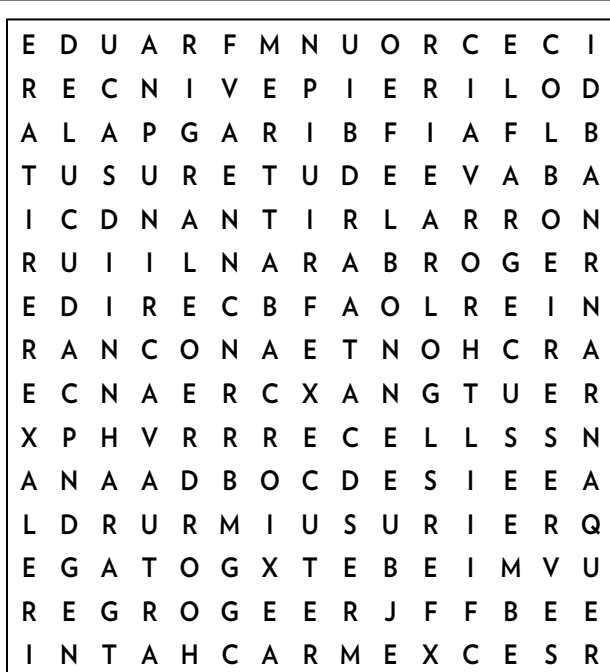 E D U A R F M N U O R C E C I
R E C N I V E P I E R I L O D
A L A P G A R I B F I A F L B
T U S U R E T U D E E V A B A
I C D N A N T I R L A R R O N
R U I I L N A R A B R O G E R
E D I R E C B F A O L R E I N
R A N C O N A E T N O H C R A
E C N A E R C X A N G T U E R
X P H V R R R E C E L L S S N
A N A A D B O C D E S I E E A
L D R U R M I U S U R I E R Q
E G A T O G X T E B E I M V U
R E G R O G E E R J F F B E E
I N T A H C A R M E X C E S R